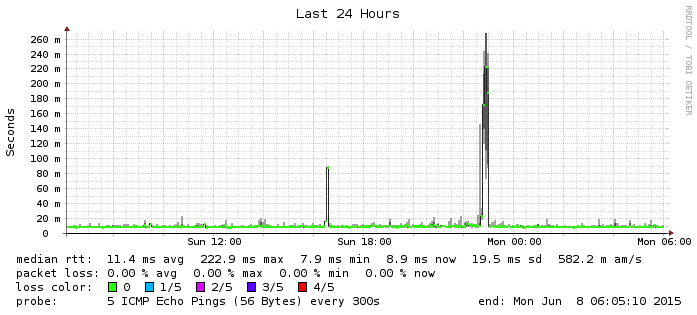 Last 24 Hours
RRDTOOL / TOBI OETIKER
Seconds
260 m
240 m
220 m
200 m
180 m
160 m
140 m
120 m
100 m
80 m
60 m
40 m
20 m
0
Sun 12:00 Sun 18:00 Mon 00:00 Mon 06:00
median rtt: 11.4 ms avg 222.9 ms max 7.9 ms min 8.9 ms now 19.5 ms sd 582.2 m am/s
packet loss: 0.00 % avg 0.00 % max 0.00 % min 0.00 % now
loss color: 0 1/5 2/5 3/5 4/5
probe: 5 ICMP Echo Pings (56 Bytes) every 300s end: Mon Jun 8 06:05:10 2015